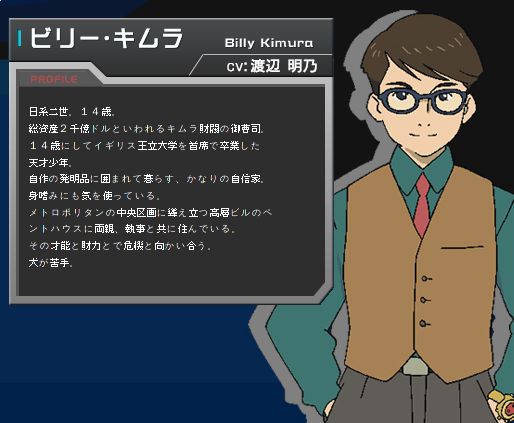 ビリー・キムラ
Billy Kimura
CV:渡辺 明乃
PROFILE
日系二世。１４歳。
総資産２千億ドルといわれるキムラ財閥の御曹司。
１４歳にしてイギリス王立大学を首席で卒業した
天才少年。
自作の発明品に囲まれて暮らす、かなりの自信家。
身嗜みにも気を使っている。
メトロポリタンの中央区画に聳え立つ高層ビルのペ
ントハウスに両親、執事と共に住んでいる。
その才能と財力とで危機と向かい合う。
犬が苦手。